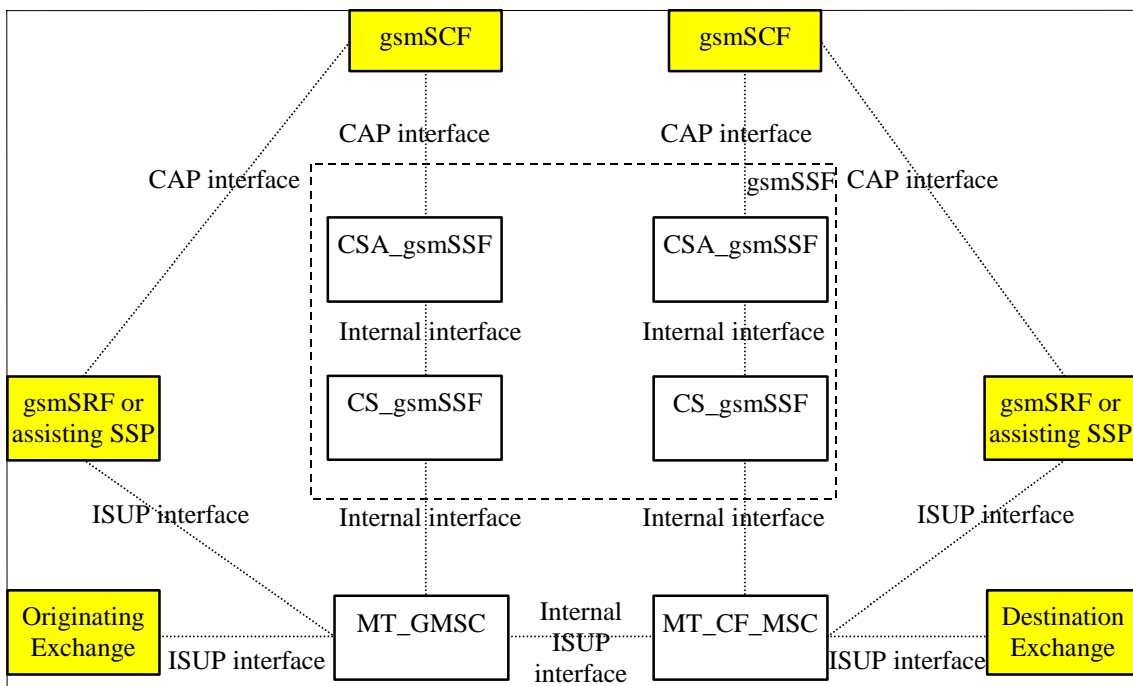 gsmSCF
gsmSCF
CAP interface
CAP interface
CAP interface
gsmSSF
CAP interface
CSA_gsmSSF
CSA_gsmSSF
Internal interface
Internal interface
gsmSRF or
assisting SSP
CS_gsmSSF
CS_gsmSSF
gsmSRF or
assisting SSP
ISUP interface
Internal interface
Internal interface
ISUP interface
Originating
Exchange
ISUP interface
MT_GMSC
Internal
ISUP
interface
MT_CF_MSC
ISUP interface
Destination
Exchange